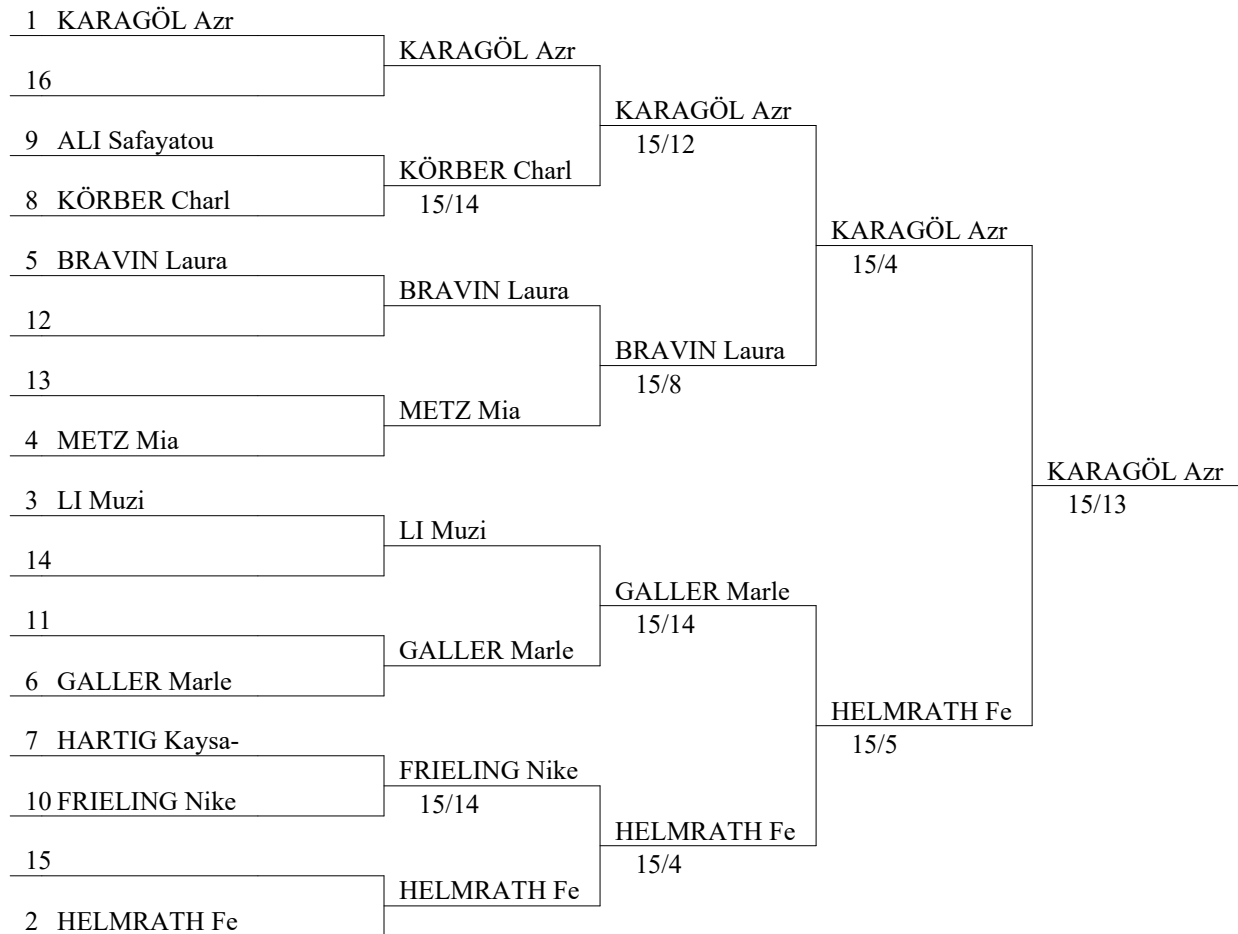 1 KARAGÖL Azr
KARAGÖL Azr
16
KARAGÖL Azr
15/12
9 ALI Safayatou
KÖRBER Charl
15/14
8 KÖRBER Charl
KARAGÖL Azr
15/4
5 BRAVIN Laura
BRAVIN Laura
12
BRAVIN Laura
15/8
13
METZ Mia
4 METZ Mia
KARAGÖL Azr
15/13
3 LI Muzi
LI Muzi
14
GALLER Marle
15/14
11
GALLER Marle
6 GALLER Marle
HELMRATH Fe
15/5
7 HARTIG Kaysa-
FRIELING Nike
15/14
10 FRIELING Nike
HELMRATH Fe
15/4
15
HELMRATH Fe
2 HELMRATH Fe